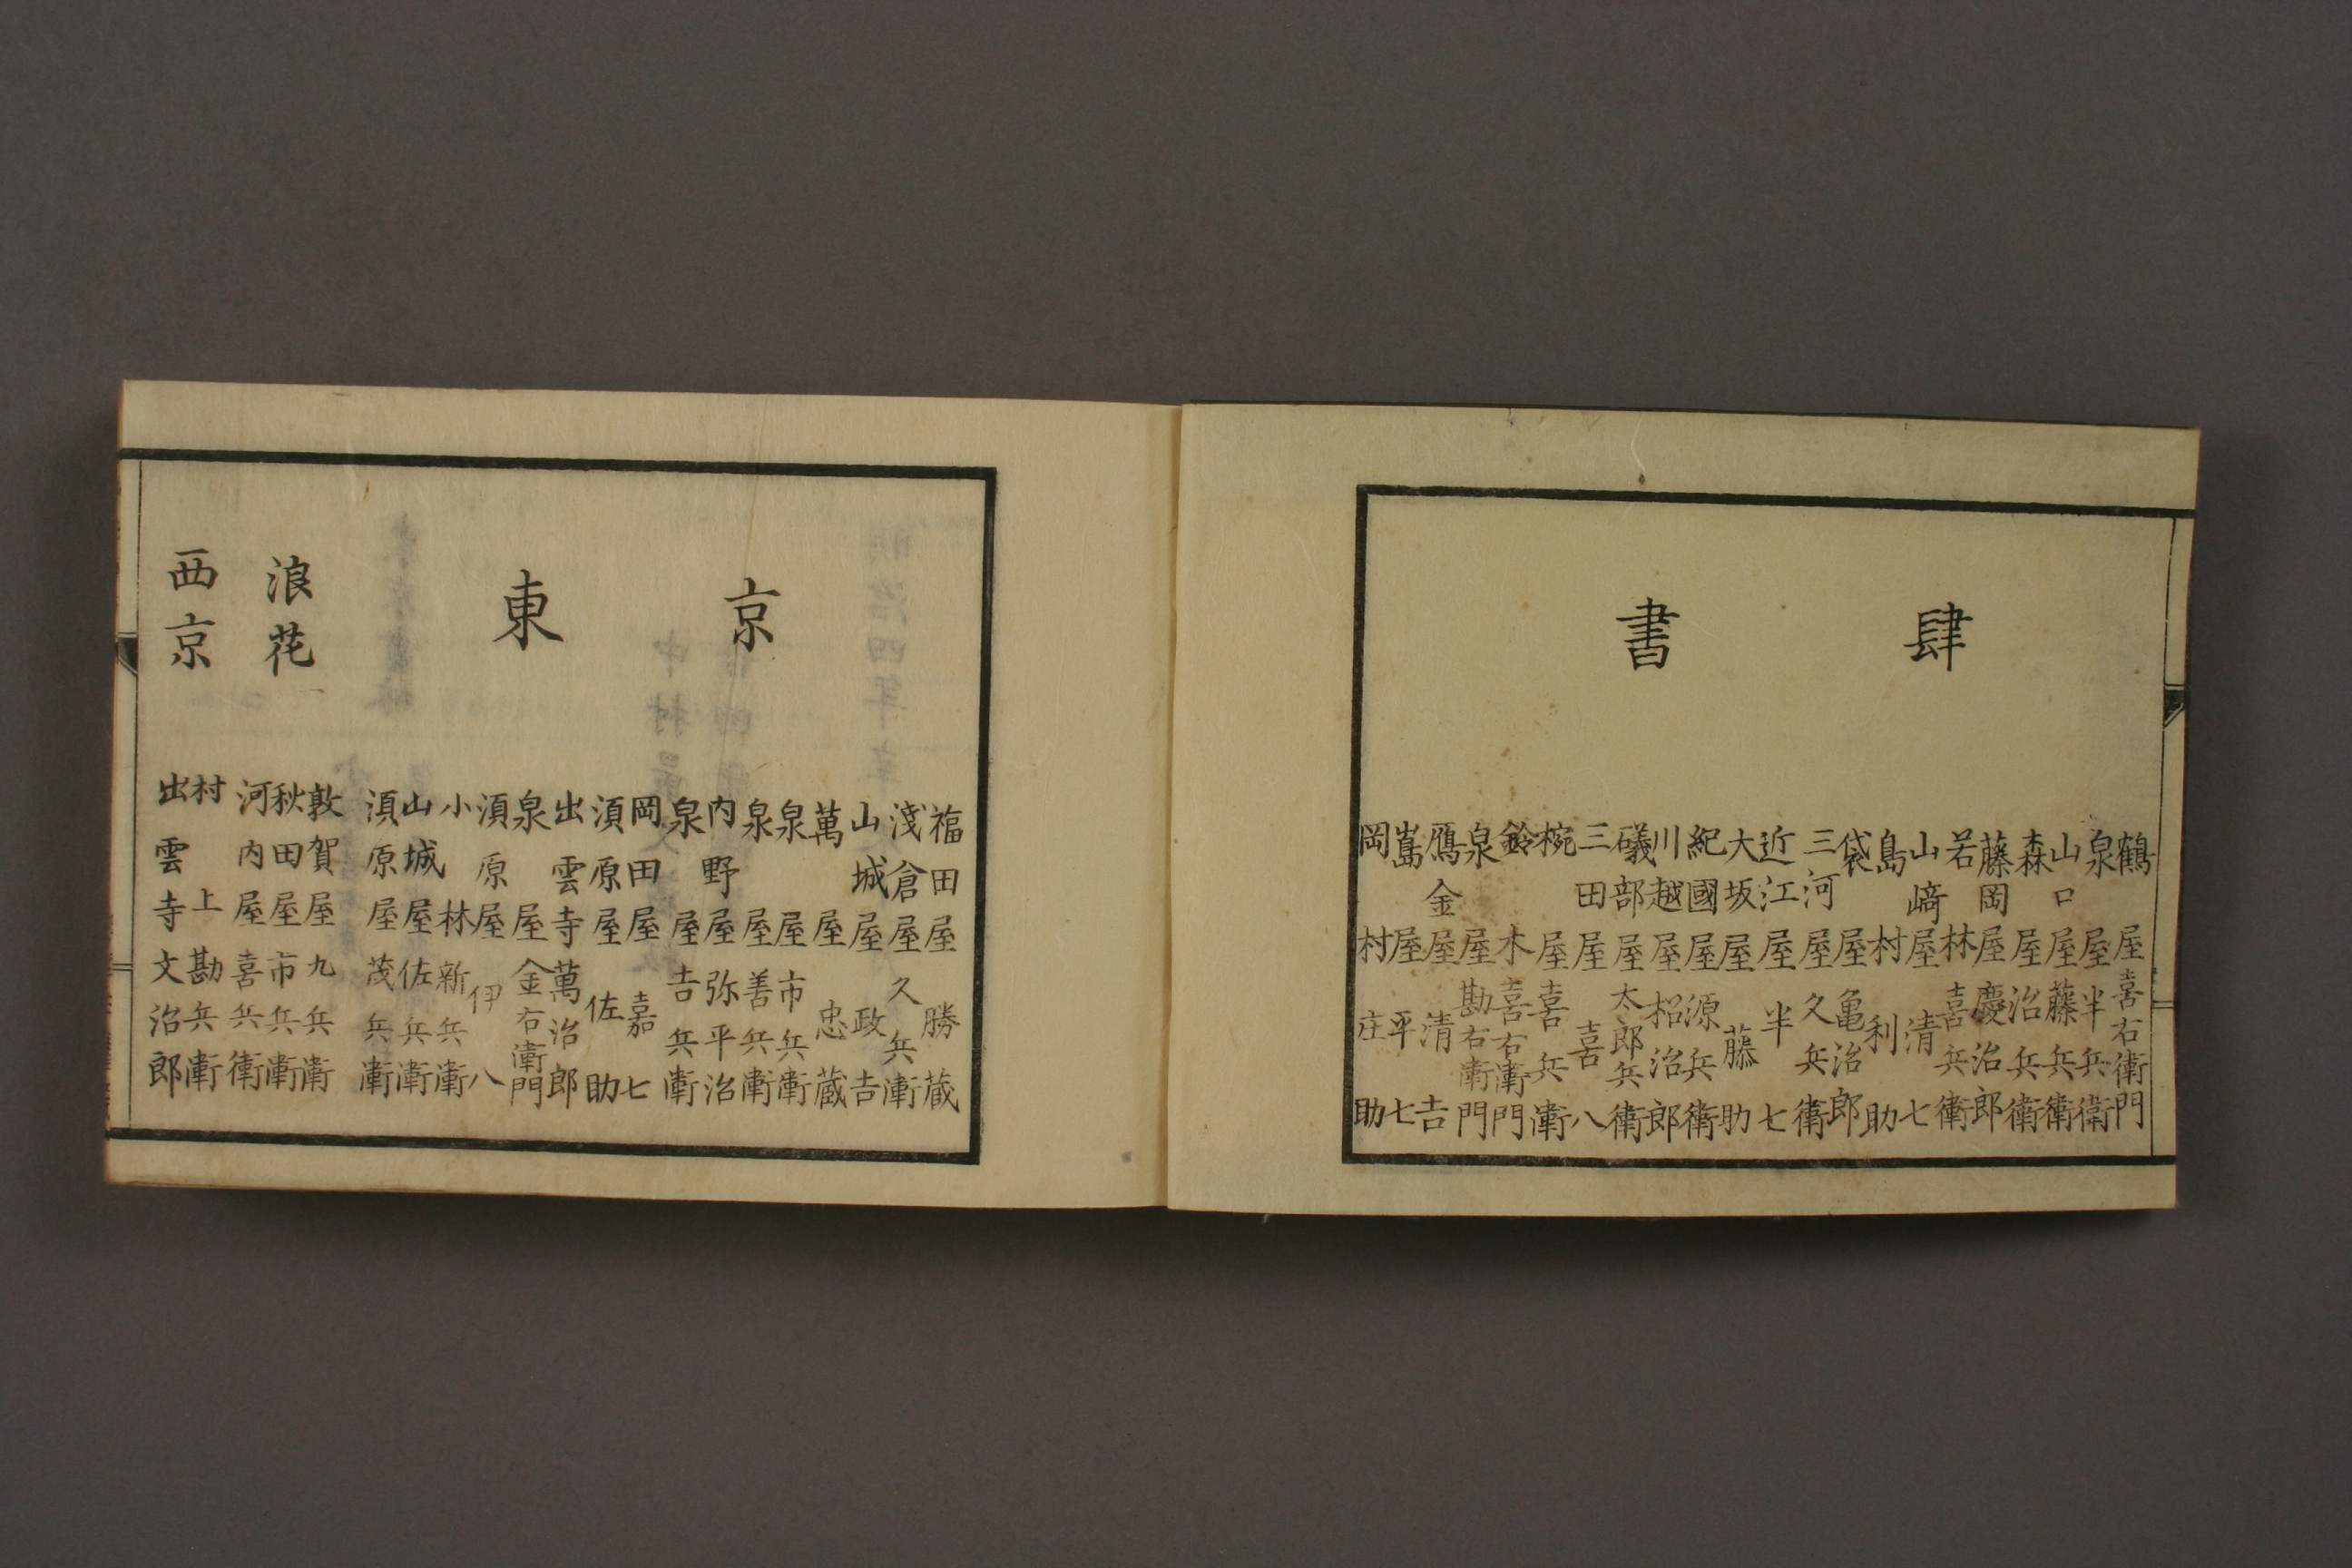 西京
出雲寺文治郎
村上勘兵衛
浪花
河内屋喜兵衛
秋田屋市兵衛
敦賀屋九兵衛
東京
須原屋茂兵衛
山城屋佐兵衛
小林新兵衛
須原屋伊八
泉屋金右衛門
出雲寺萬治郎
須原屋佐助
岡田屋嘉七
泉屋吉兵衛
内野屋弥平治
泉屋善兵衛
泉屋市兵衛
萬屋忠蔵
山城屋政吉
淺倉屋久兵衛
福田屋勝蔵
書肆
岡村庄助
嶌屋平七
鴈金屋清吉
泉屋勘右衛門
鈴木喜右衛門
椀屋喜兵衛
三田屋喜八
礒部屋太郎兵衛
川越屋松治郎
紀國屋源兵衛
大坂屋藤助
近江屋半七
三河屋久兵衛
袋屋亀治郎
島村利助
山﨑屋清七
若林喜兵衛
藤岡屋慶治郎
森屋治兵衛
山口屋藤兵衛
泉屋半兵衛
鶴屋喜右衛門